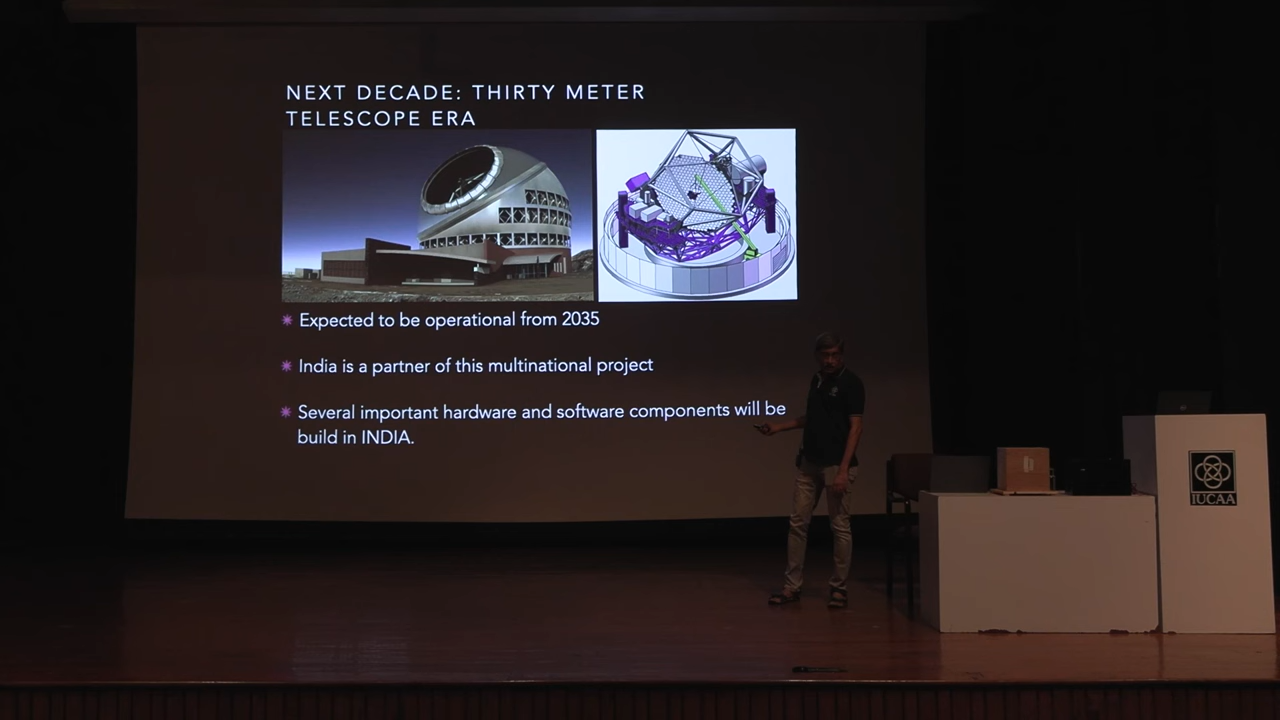 NEXT DECADE: THIRTY METER
TELESCOPE ERA
Expected to be operational from 2035
India is a partner of this multinational project
Several important hardware and software components will be
build in INDIA.
IUCAA